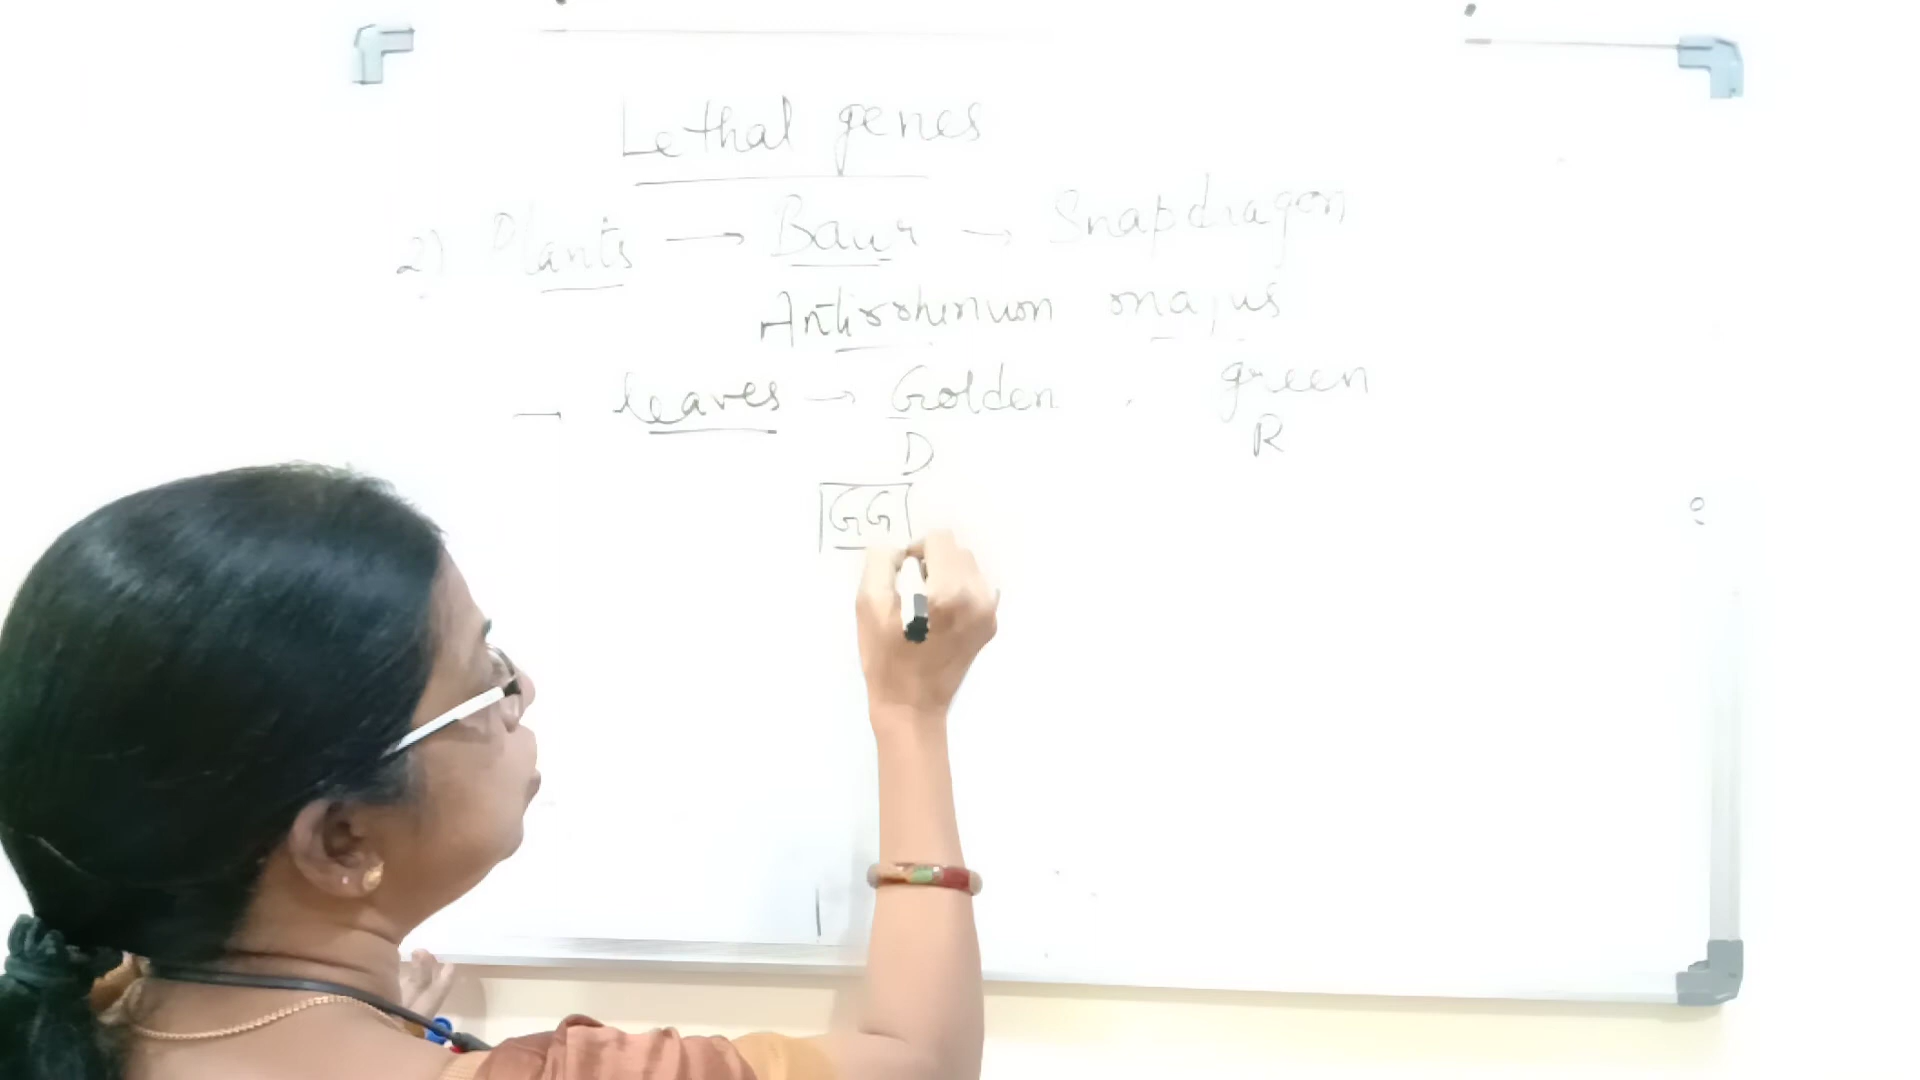 Lethal genes
2) Plants → Baur → Snapdragon
Antirrhinum majus
→ leaves → Golden . green
D R
GG